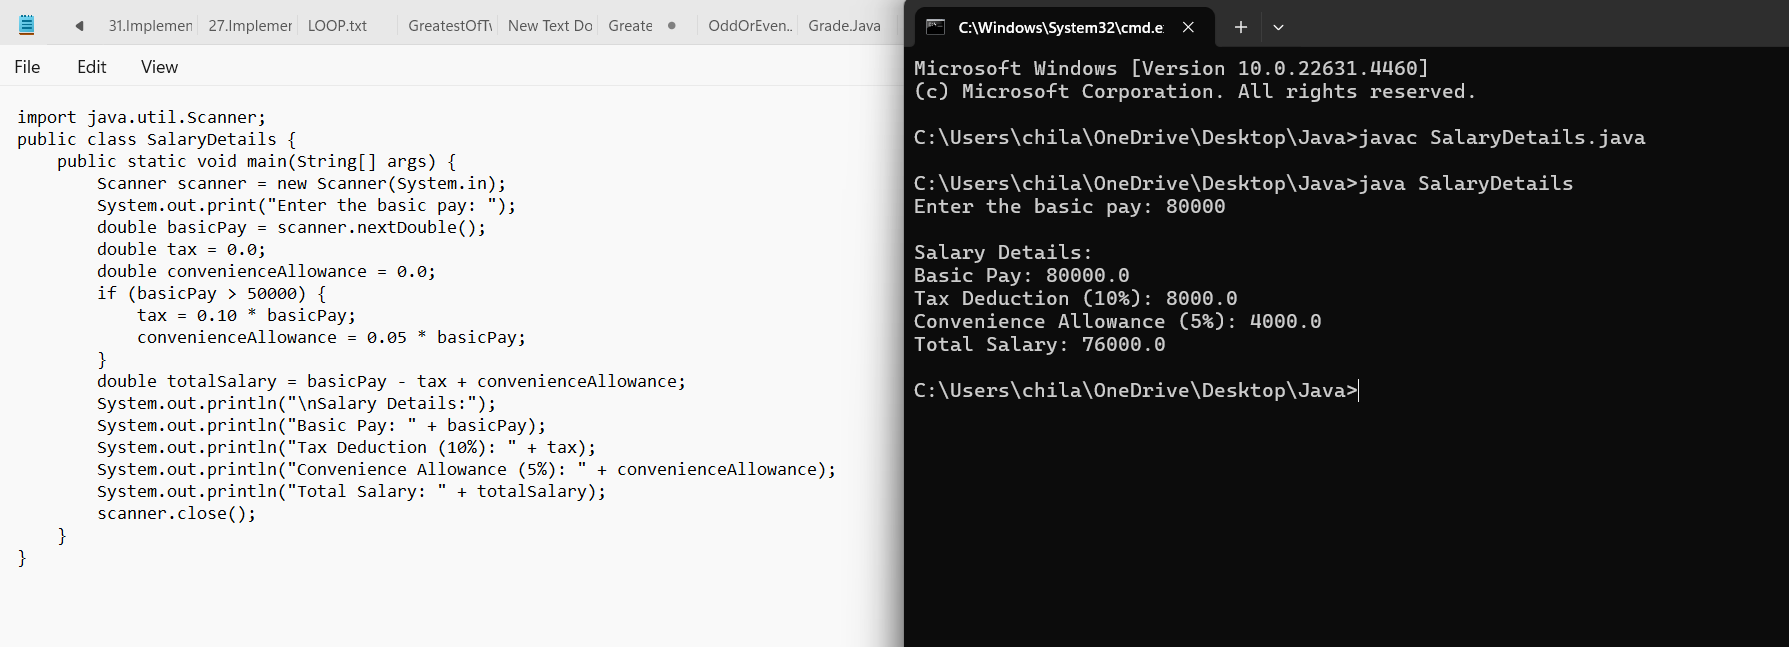 31.Implemen 27.Implemer LOOP.txt GreatestOfTw New Text Do Greate OddOrEven.. Grade.Java
File Edit View
import java.util.Scanner;
public class SalaryDetails {
    public static void main(String[] args) {
        Scanner scanner = new Scanner(System.in);
        System.out.print("Enter the basic pay: ");
        double basicPay = scanner.nextDouble();
        double tax = 0.0;
        double convenienceAllowance = 0.0;
        if (basicPay > 50000) {
            tax = 0.10 * basicPay;
            convenienceAllowance = 0.05 * basicPay;
        }
        double totalSalary = basicPay - tax + convenienceAllowance;
        System.out.println("\nSalary Details:");
        System.out.println("Basic Pay: " + basicPay);
        System.out.println("Tax Deduction (10%): " + tax);
        System.out.println("Convenience Allowance (5%): " + convenienceAllowance);
        System.out.println("Total Salary: " + totalSalary);
        scanner.close();
    }
}
C:\Windows\System32\cmd.e
Microsoft Windows [Version 10.0.22631.4460]
(c) Microsoft Corporation. All rights reserved.
C:\Users\chila\OneDrive\Desktop\Java>javac SalaryDetails.java
C:\Users\chila\OneDrive\Desktop\Java>java SalaryDetails
Enter the basic pay: 80000
Salary Details:
Basic Pay: 80000.0
Tax Deduction (10%): 8000.0
Convenience Allowance (5%): 4000.0
Total Salary: 76000.0
C:\Users\chila\OneDrive\Desktop\Java>